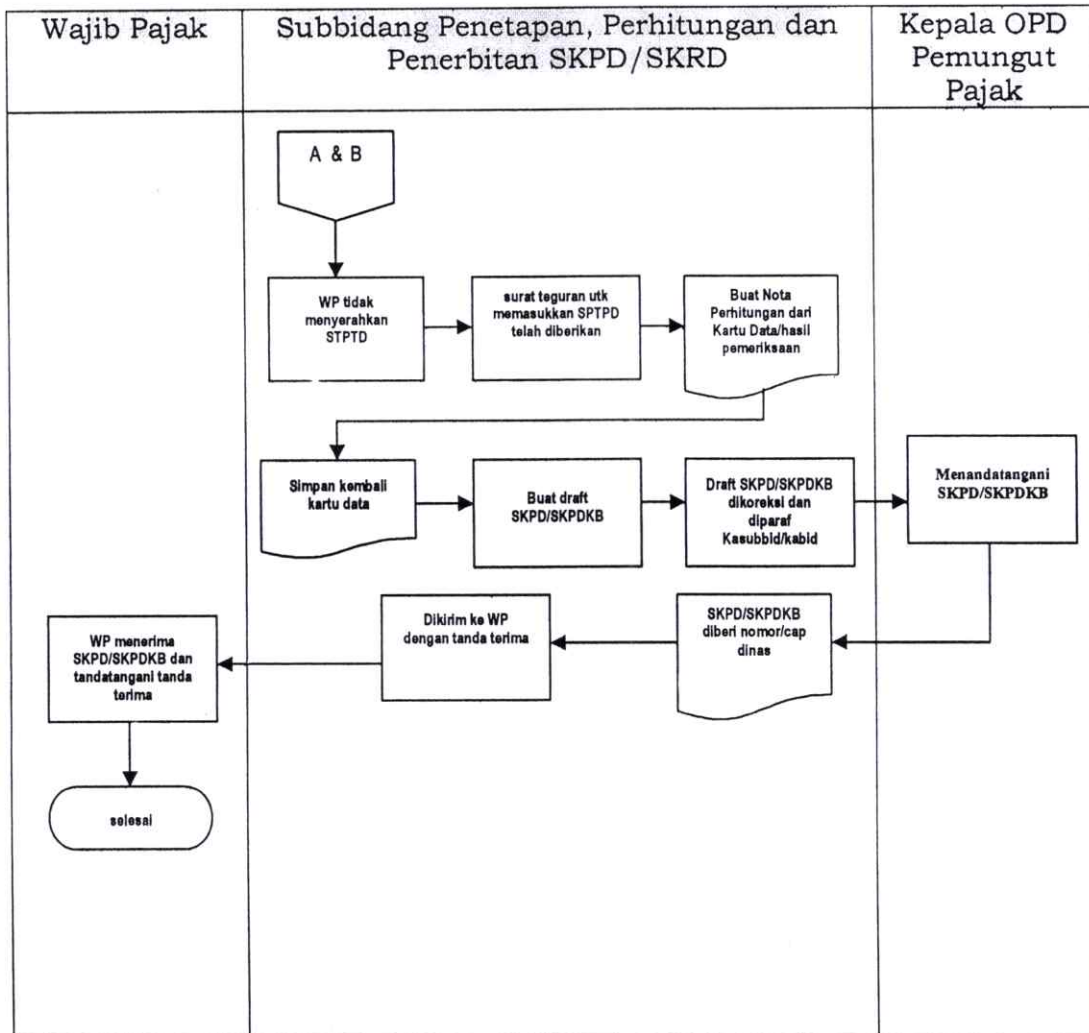 Wajib Pajak
Subbidang Penetapan, Perhitungan dan
Penerbitan SKPD/SKRD
Kepala OPD
Pemungut
Pajak
A & B
WP tidak
menyerahkan
STPTD
surat teguran utk
memasukkan SPTPD
telah diberikan
Buat Nota
Perhitungan dari
Kartu Data/hasil
pemeriksaan
Simpan kembali
kartu data
Buat draft
SKPD/SKPDKB
Draft SKPD/SKPDKB
dikoreksi dan
diparaf
Kasubbid/kabid
Menandatangani
SKPD/SKPDKB
SKPD/SKPDKB
diberi nomor/cap
dinas
Dikirim ke WP
dengan tanda terima
WP menerima
SKPD/SKPDKB dan
tandatangani tanda
terima
selesai